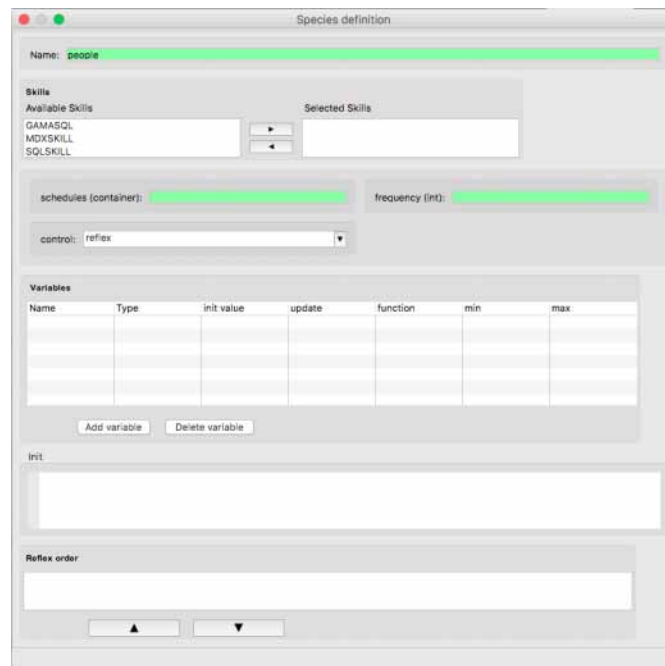 Species definition
Name: people
Skills
Available Skills
Selected Skills
GAMASQL
MDXSKILL
SQLSKILL
schedules (container):
frequency (int):
control: reflex
Variables
Name Type init value update function min max
Add variable Delete variable
Init
Reflex order